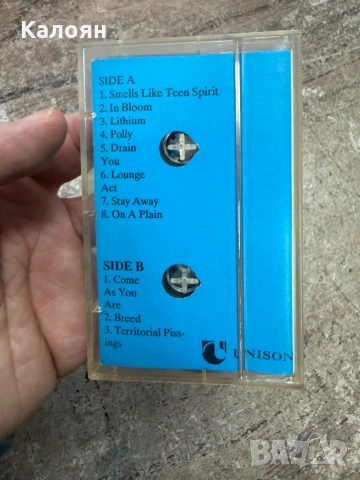 Калоян
SIDE A
1. Smells Like Teen Spirit
2. In Bloom
3. Lithium
4. Polly
5. Drain
You
6. Lounge
Act
7. Stay Away
8. On A Plain
SIDE B
1. Come
As You
Are
2. Breed
3. Territorial Piss-
ings
UNISON
BAZAR